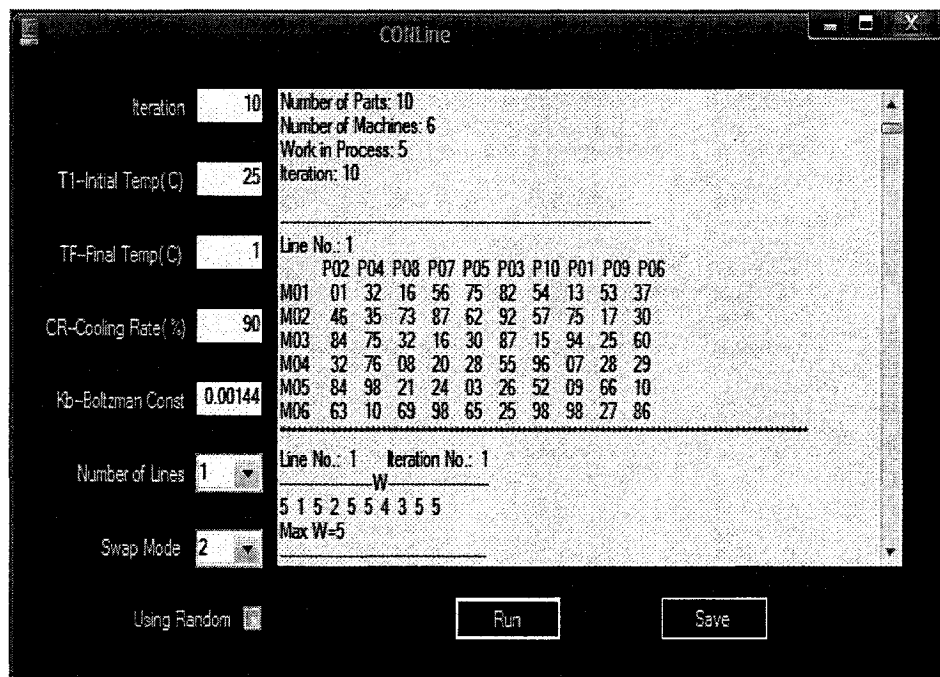 CONLine
Iteration 10
T1-Initial Temp(C) 25
TF-Final Temp(C) 1
CR-Cooling Rate(%) 90
Kb-Boltzman Const 0.00144
Number of Lines 1
Swap Mode 2
Using Random
Number of Parts: 10
Number of Machines: 6
Work in Process: 5
Iteration: 10
Line No.: 1
P02 P04 P08 P07 P05 P03 P10 P01 P09 P06
M01 01 32 16 56 75 82 54 13 53 37
M02 46 35 73 87 62 92 57 75 17 30
M03 84 75 32 16 30 87 15 94 25 60
M04 32 76 08 20 28 55 96 07 28 29
M05 84 98 21 24 03 26 52 09 66 10
M06 63 10 69 98 65 25 98 98 27 86
Line No.: 1 Iteration No.: 1
W
5 1 5 2 5 5 4 3 5 5
Max W=5
Run
Save